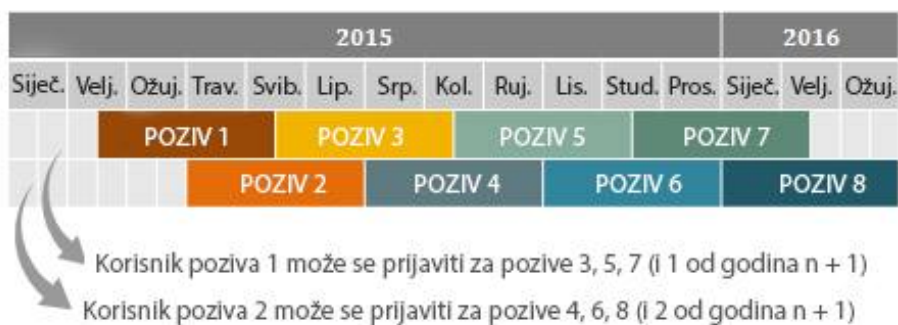 2015 2016
Siječ. Velj. Ožuj. Trav. Svib. Lip. Srp. Kol. Ruj. Lis. Stud. Pros. Siječ. Velj. Ožuj.
POZIV 1 POZIV 3 POZIV 5 POZIV 7
POZIV 2 POZIV 4 POZIV 6 POZIV 8
Korisnik poziva 1 može se prijaviti za pozive 3, 5, 7 (i 1 od godina n + 1)
Korisnik poziva 2 može se prijaviti za pozive 4, 6, 8 (i 2 od godina n + 1)